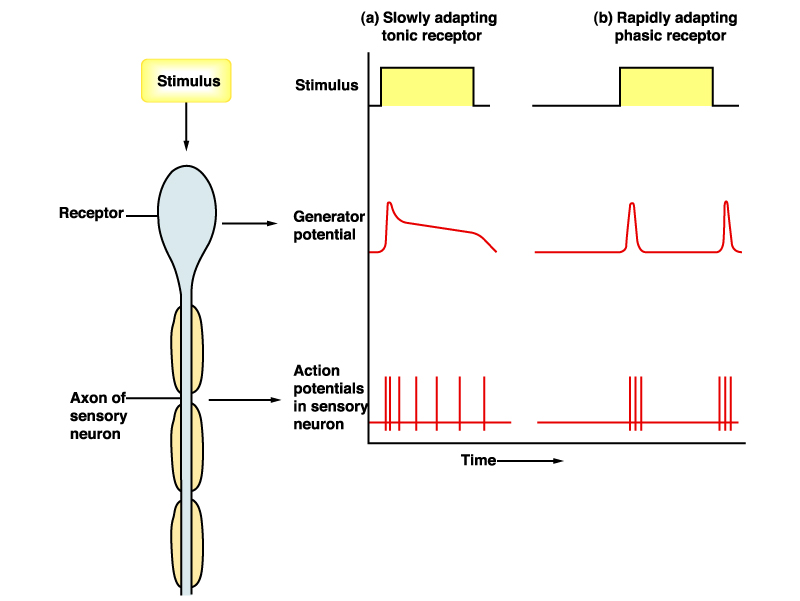 (a) Slowly adapting
tonic receptor
(b) Rapidly adapting
phasic receptor
Stimulus
Stimulus
Receptor
Generator
potential
Axon of
sensory
neuron
Action
potentials
in sensory
neuron
Time